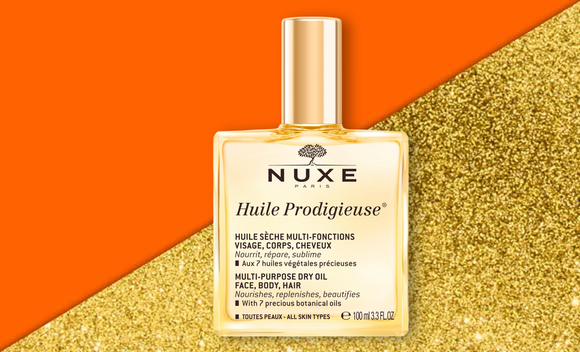 NUXE
PARIS
Huile Prodigieuse®
HUILE SÈCHE MULTI-FONCTIONS
VISAGE, CORPS, CHEVEUX
Nourrit, répare, sublime
■ Aux 7 huiles végétales précieuses
MULTI-PURPOSE DRY OIL
FACE, BODY, HAIR
Nourishes, replenishes, beautifies
■ With 7 precious botanical oils
■ TOUTES PEAUX - ALL SKIN TYPES ℮ 100 ml 3.3 FL.OZ